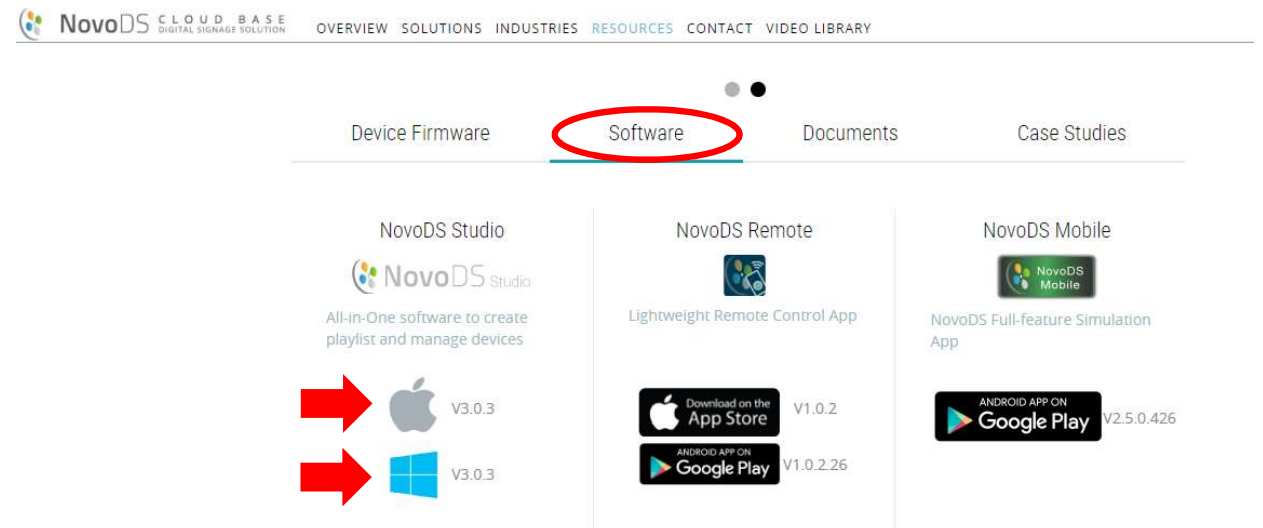 NovoDS CLOUD BASE
DIGITAL SIGNAGE SOLUTION
OVERVIEW SOLUTIONS INDUSTRIES RESOURCES CONTACT VIDEO LIBRARY
Device Firmware Software Documents Case Studies
NovoDS Studio
NovoDS Studio
All-in-One software to create
playlist and manage devices
V3.0.3
V3.0.3
NovoDS Remote
Lightweight Remote Control App
Download on the
App Store
V1.0.2
ANDROID APP ON
Google Play
V1.0.2.26
NovoDS Mobile
NovoDS
Mobile
NovoDS Full-feature Simulation
App
ANDROID APP ON
Google Play
V2.5.0.426